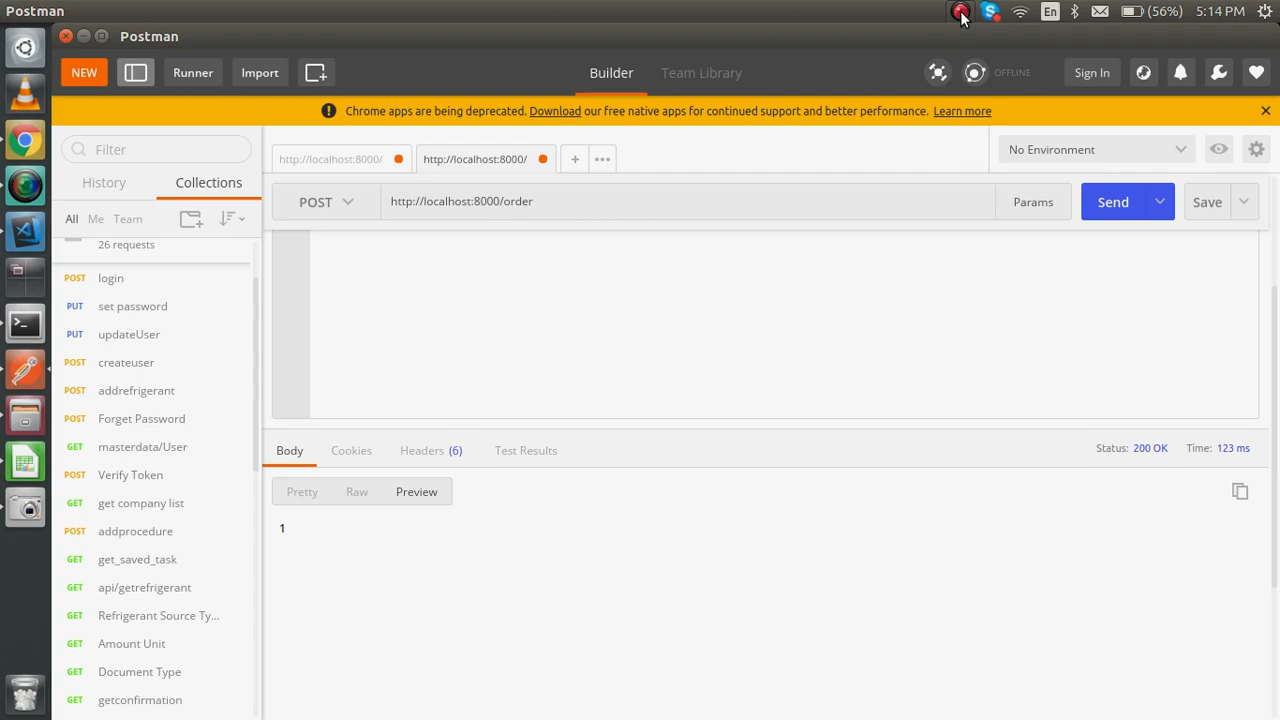 Postman
En
(56%)
5:14 PM
Postman
NEW
Runner
Import
Builder
Team Library
OFFLINE
Sign In
Chrome apps are being deprecated. Download our free native apps for continued support and better performance. Learn more
Filter
History
Collections
All
Me
Team
26 requests
POST login
PUT set password
PUT updateUser
POST createuser
POST addrefrigerant
POST Forget Password
GET masterdata/User
POST Verify Token
GET get company list
POST addprocedure
GET get_saved_task
GET api/getrefrigerant
GET Refrigerant Source Ty...
GET Amount Unit
GET Document Type
GET getconfirmation
http://localhost:8000/
http://localhost:8000/
No Environment
POST
http://localhost:8000/order
Params
Send
Save
Body
Cookies
Headers (6)
Test Results
Status: 200 OK
Time: 123 ms
Pretty
Raw
Preview
1